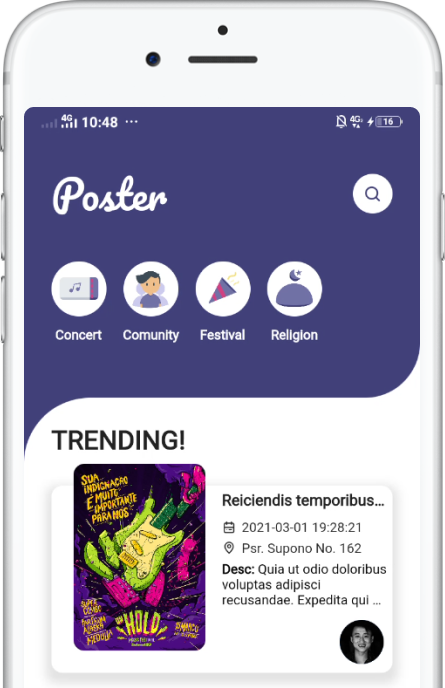 4G 10:48 ··· 4G 16
Poster
Concert
Comunity
Festival
Religion
TRENDING!
SUA
INDIGNAÇÃO
É MUITO
IMPORTANTE
PARA NÓS
HOLD
Reiciendis temporibus...
2021-03-01 19:28:21
Psr. Supono No. 162
Desc: Quia ut odio doloribus
voluptas adipisci
recusandae. Expedita qui ...